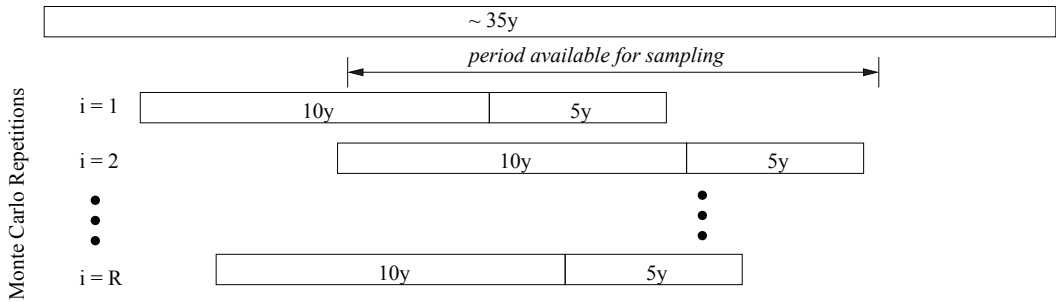 ~ 35y
period available for sampling
Monte Carlo Repetitions
i = 1
10y
5y
i = 2
10y
5y
i = R
10y
5y